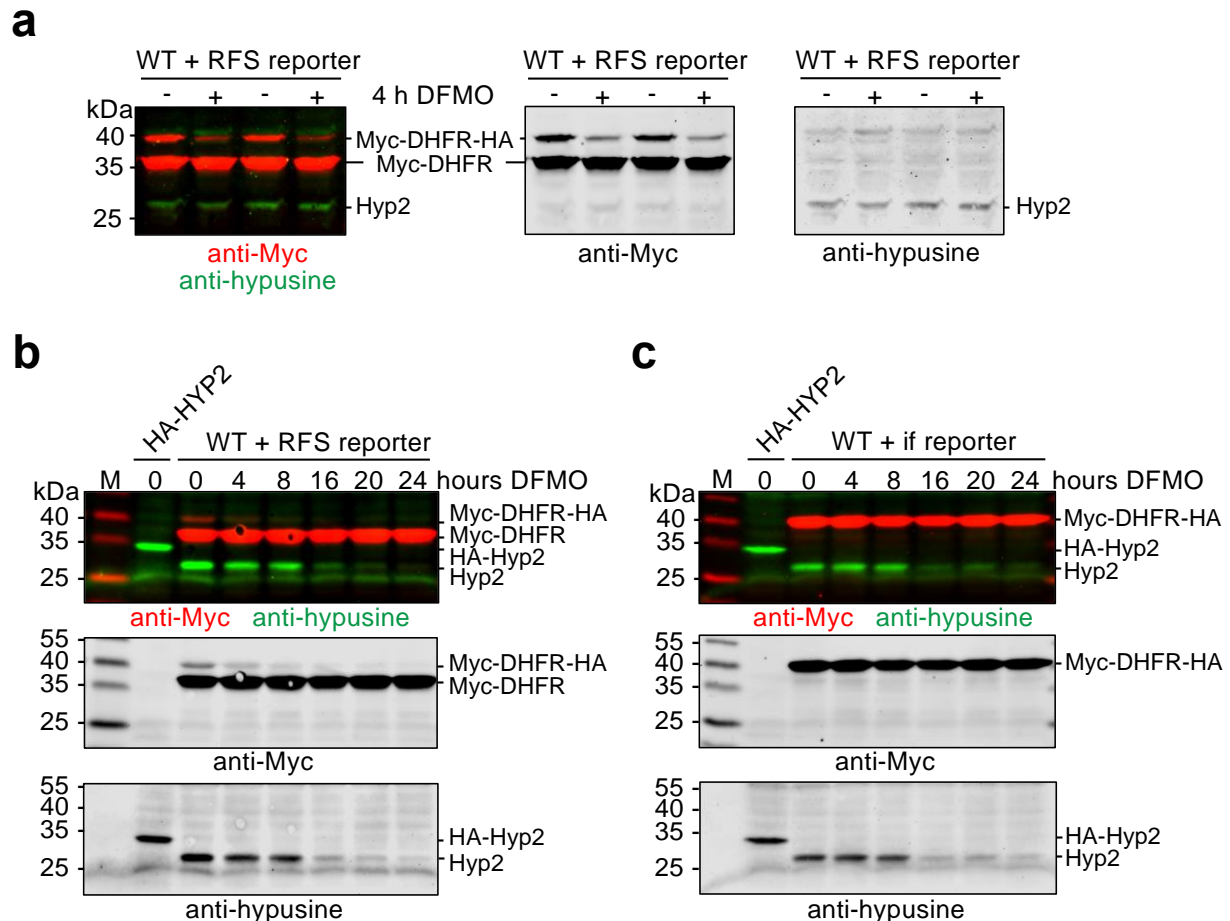 a
WT + RFS reporter
- + - +
4 h DFMO
WT + RFS reporter
- + - +
WT + RFS reporter
- + - +
kDa
40
35
25
Myc-DHFR-HA
Myc-DHFR
Hyp2
Hyp2
anti-Myc
anti-hypusine
anti-Myc
anti-hypusine
b
HA-HYP2
WT + RFS reporter
M 0 0 4 8 16 20 24 hours DFMO
kDa
40
35
25
Myc-DHFR-HA
Myc-DHFR
HA-Hyp2
Hyp2
anti-Myc anti-hypusine
55
40
35
25
Myc-DHFR-HA
Myc-DHFR
anti-Myc
55
40
35
25
HA-Hyp2
Hyp2
anti-hypusine
c
HA-HYP2
WT + if reporter
M 0 0 4 8 16 20 24 hours DFMO
kDa
40
35
25
Myc-DHFR-HA
HA-Hyp2
Hyp2
anti-Myc anti-hypusine
55
40
35
25
Myc-DHFR-HA
anti-Myc
55
40
35
25
HA-Hyp2
Hyp2
anti-hypusine